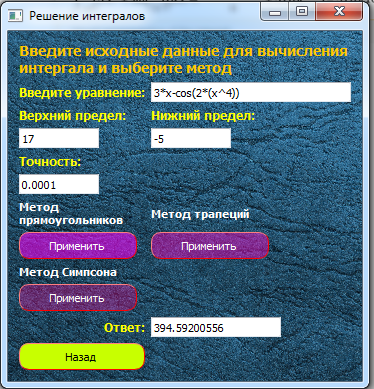 Решение интегралов
Введите исходные данные для вычисления
интеграла и выберите метод
Введите уравнение: 3*x-cos(2*(x^4))
Верхний предел: Нижний предел:
17 -5
Точность:
0.0001
Метод
прямоугольников Метод трапеций
Применить Применить
Метод Симпсона
Применить
Ответ: 394.59200556
Назад